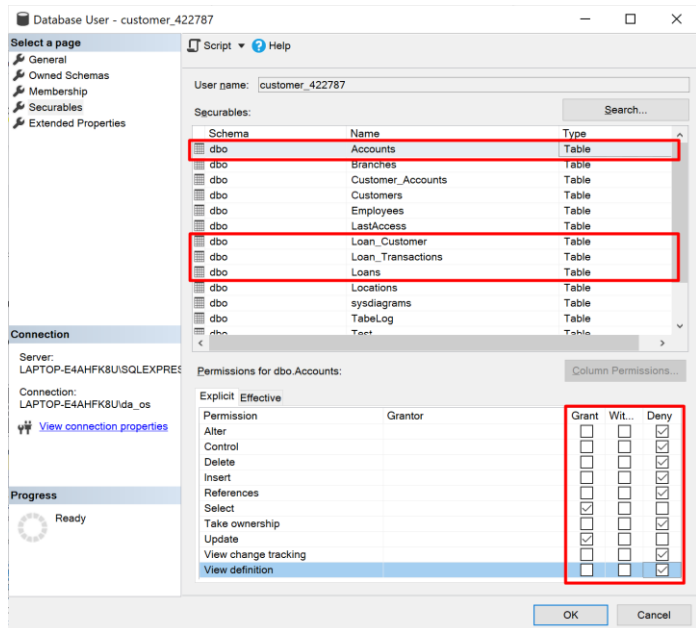 Database User - customer_422787
Select a page
General
Owned Schemas
Membership
Securables
Extended Properties
Script Help
User name: customer_422787
Securables: Search...
Schema Name Type
dbo Accounts Table
dbo Branches Table
dbo Customer_Accounts Table
dbo Customers Table
dbo Employees Table
dbo LastAccess Table
dbo Loan_Customer Table
dbo Loan_Transactions Table
dbo Loans Table
dbo Locations Table
dbo sysdiagrams Table
dbo TabeLog Table
dbo Test Table
Connection
Server:
LAPTOP-E4AHFK8U\SQLEXPRES
Connection:
LAPTOP-E4AHFK8U\da_os
View connection properties
Progress
Ready
Permissions for dbo.Accounts: Column Permissions...
Explicit Effective
Permission Grantor Grant Wit... Deny
Alter
Control
Delete
Insert
References
Select
Take ownership
Update
View change tracking
View definition
OK Cancel